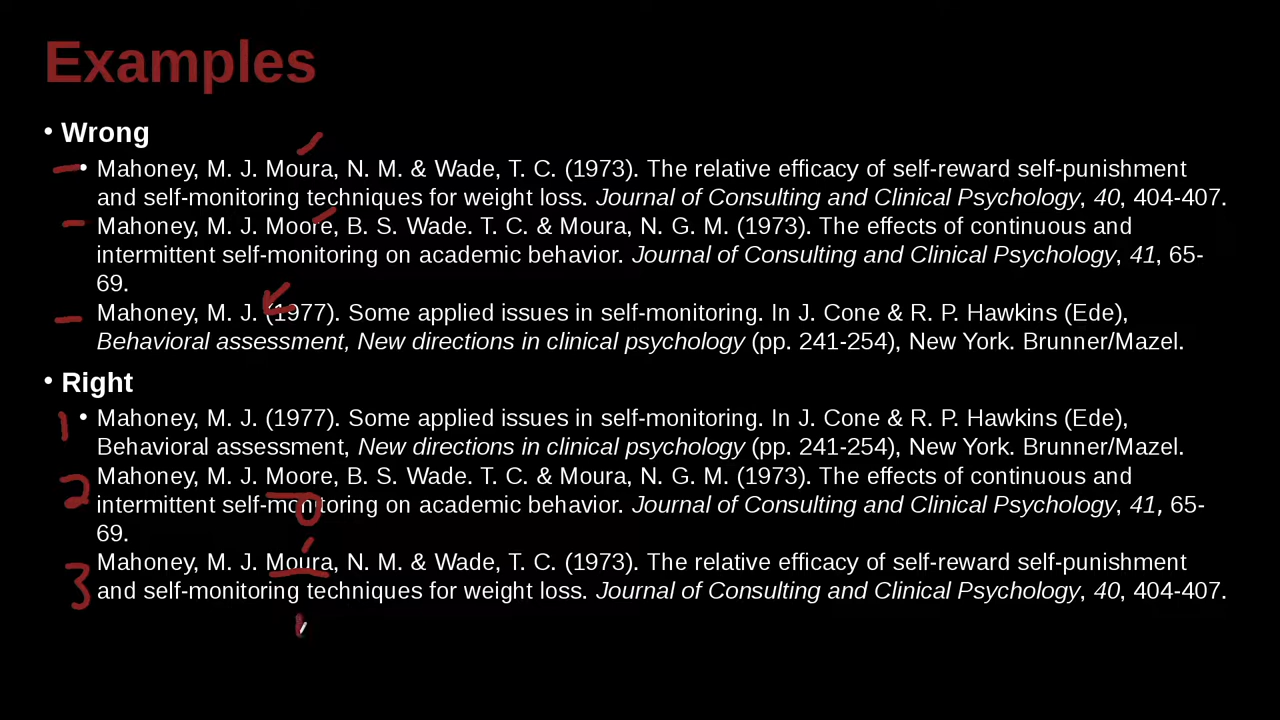 Examples
• Wrong
• Mahoney, M. J. Moura, N. M. & Wade, T. C. (1973). The relative efficacy of self-reward self-punishment
and self-monitoring techniques for weight loss. Journal of Consulting and Clinical Psychology, 40, 404-407.
Mahoney, M. J. Moore, B. S. Wade. T. C. & Moura, N. G. M. (1973). The effects of continuous and
intermittent self-monitoring on academic behavior. Journal of Consulting and Clinical Psychology, 41, 65-
69.
Mahoney, M. J. (1977). Some applied issues in self-monitoring. In J. Cone & R. P. Hawkins (Ede),
Behavioral assessment, New directions in clinical psychology (pp. 241-254), New York. Brunner/Mazel.
• Right
1 • Mahoney, M. J. (1977). Some applied issues in self-monitoring. In J. Cone & R. P. Hawkins (Ede),
Behavioral assessment, New directions in clinical psychology (pp. 241-254), New York. Brunner/Mazel.
2 Mahoney, M. J. Moore, B. S. Wade. T. C. & Moura, N. G. M. (1973). The effects of continuous and
intermittent self-monitoring on academic behavior. Journal of Consulting and Clinical Psychology, 41, 65-
69.
3 Mahoney, M. J. Moura, N. M. & Wade, T. C. (1973). The relative efficacy of self-reward self-punishment
and self-monitoring techniques for weight loss. Journal of Consulting and Clinical Psychology, 40, 404-407.